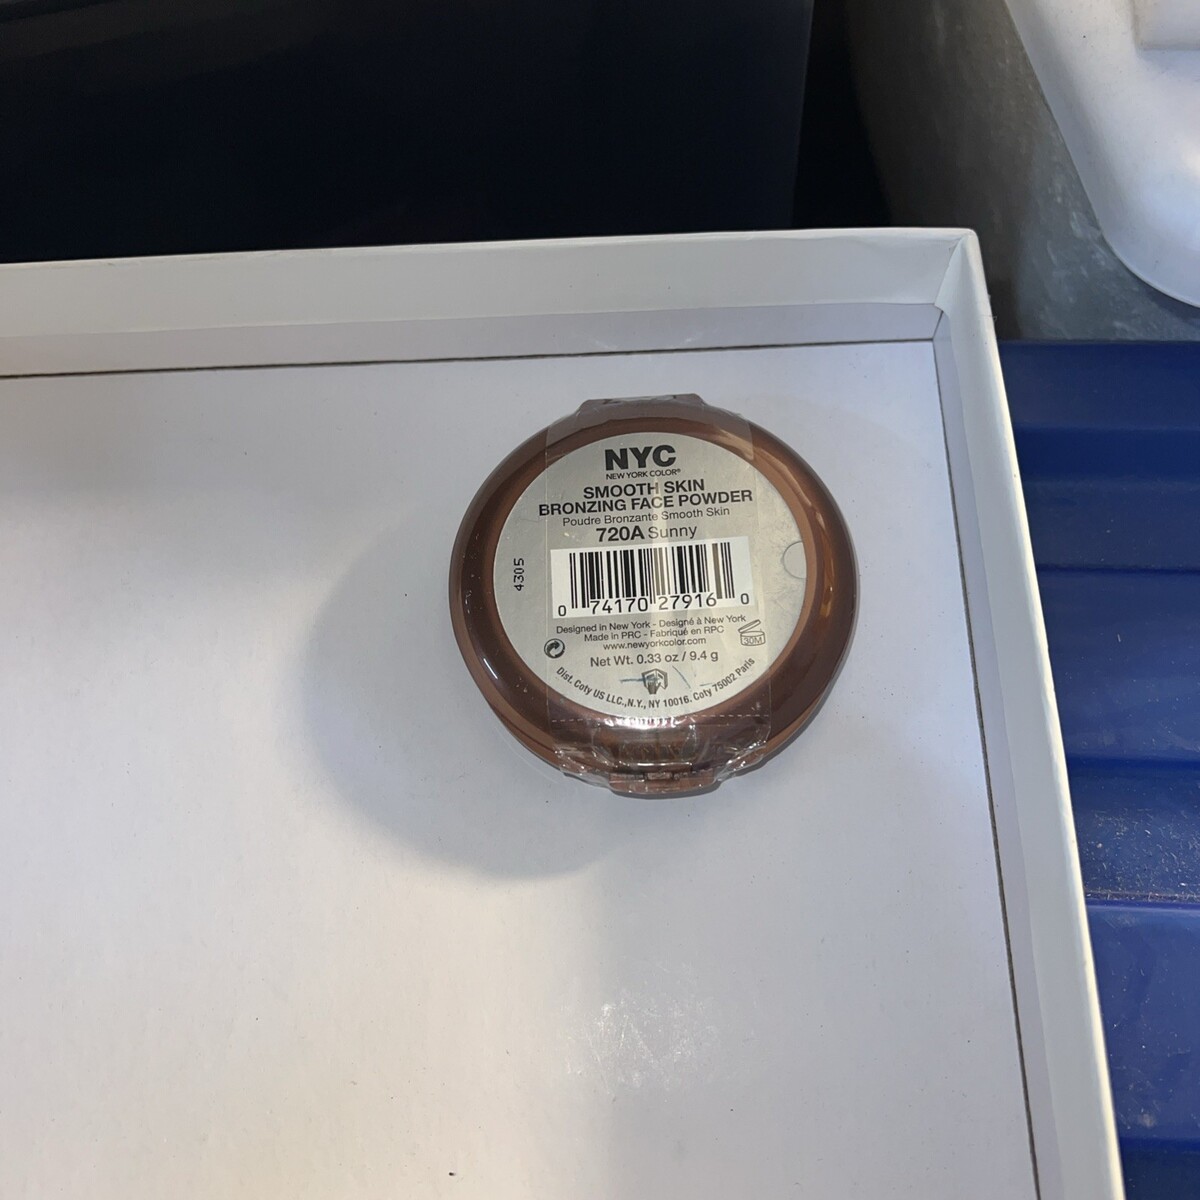 NYC
NEW YORK COLOR®
SMOOTH SKIN
BRONZING FACE POWDER
Poudre Bronzante Smooth Skin
720A Sunny
4305
0 74170 27916 0
Designed in New York - Designé à New York
Made in PRC - Fabriqué en RPC
www.newyorkcolor.com
30M
Net Wt. 0.33 oz / 9.4 g
Dist. Coty US LLC.,N.Y., NY 10016. Coty 75002 Paris